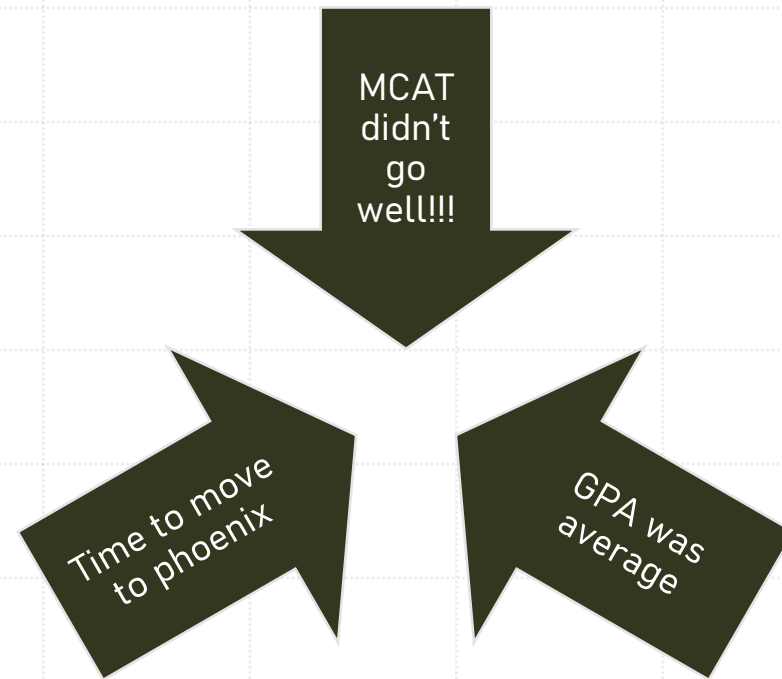 MCAT
didn't
go
well!!!
Time to move
to phoenix
GPA was
average